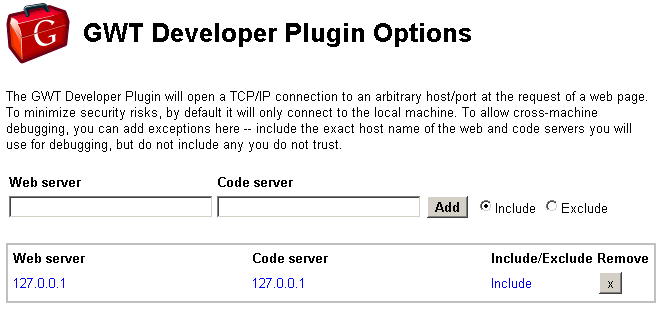 G
GWT Developer Plugin Options
The GWT Developer Plugin will open a TCP/IP connection to an arbitrary host/port at the request of a web page.
To minimize security risks, by default it will only connect to the local machine. To allow cross-machine
debugging, you can add exceptions here -- include the exact host name of the web and code servers you will
use for debugging, but do not include any you do not trust.
Web server Code server
Add Include Exclude
Web server Code server Include/Exclude Remove
127.0.0.1 127.0.0.1 Include x